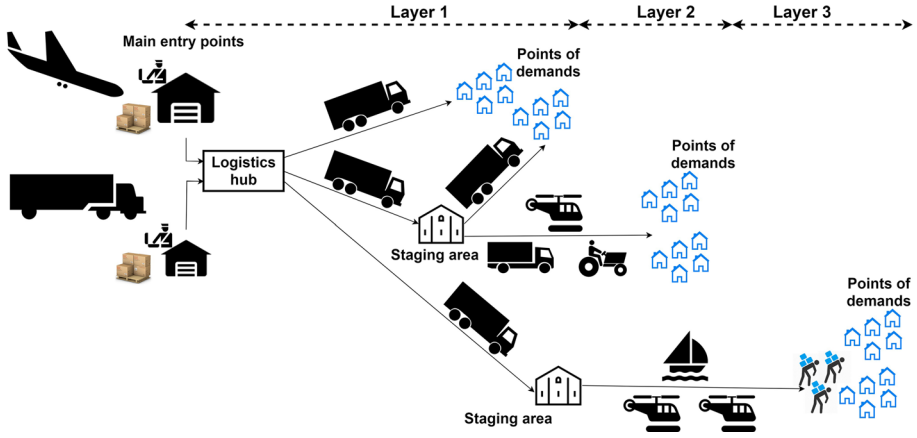 Layer 1
Layer 2
Layer 3
Main entry points
Points of
demands
Logistics
hub
Points of
demands
Staging area
Points of
demands
Staging area